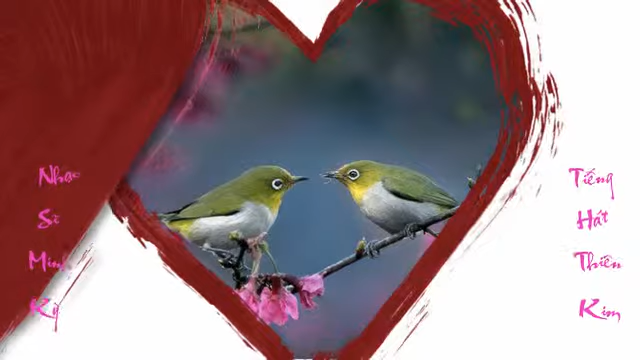 Nhạc
Sĩ
Minh
Kỳ
Tiếng
Hát
Thiên
Kim